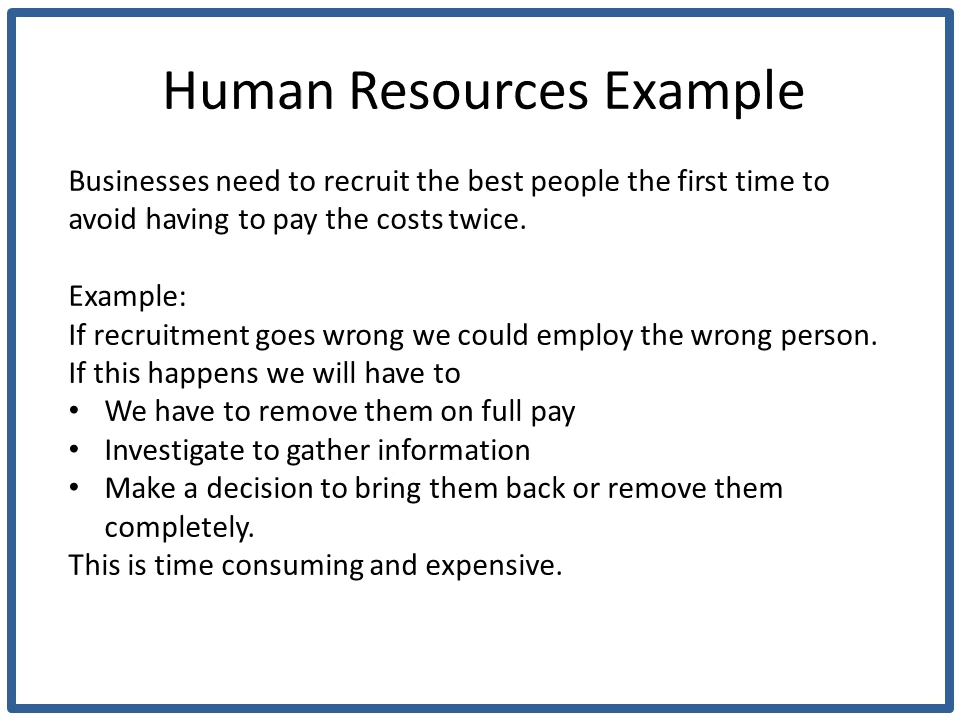 Human Resources Example
Businesses need to recruit the best people the first time to
avoid having to pay the costs twice.
Example:
If recruitment goes wrong we could employ the wrong person.
If this happens we will have to
• We have to remove them on full pay
• Investigate to gather information
• Make a decision to bring them back or remove them
completely.
This is time consuming and expensive.